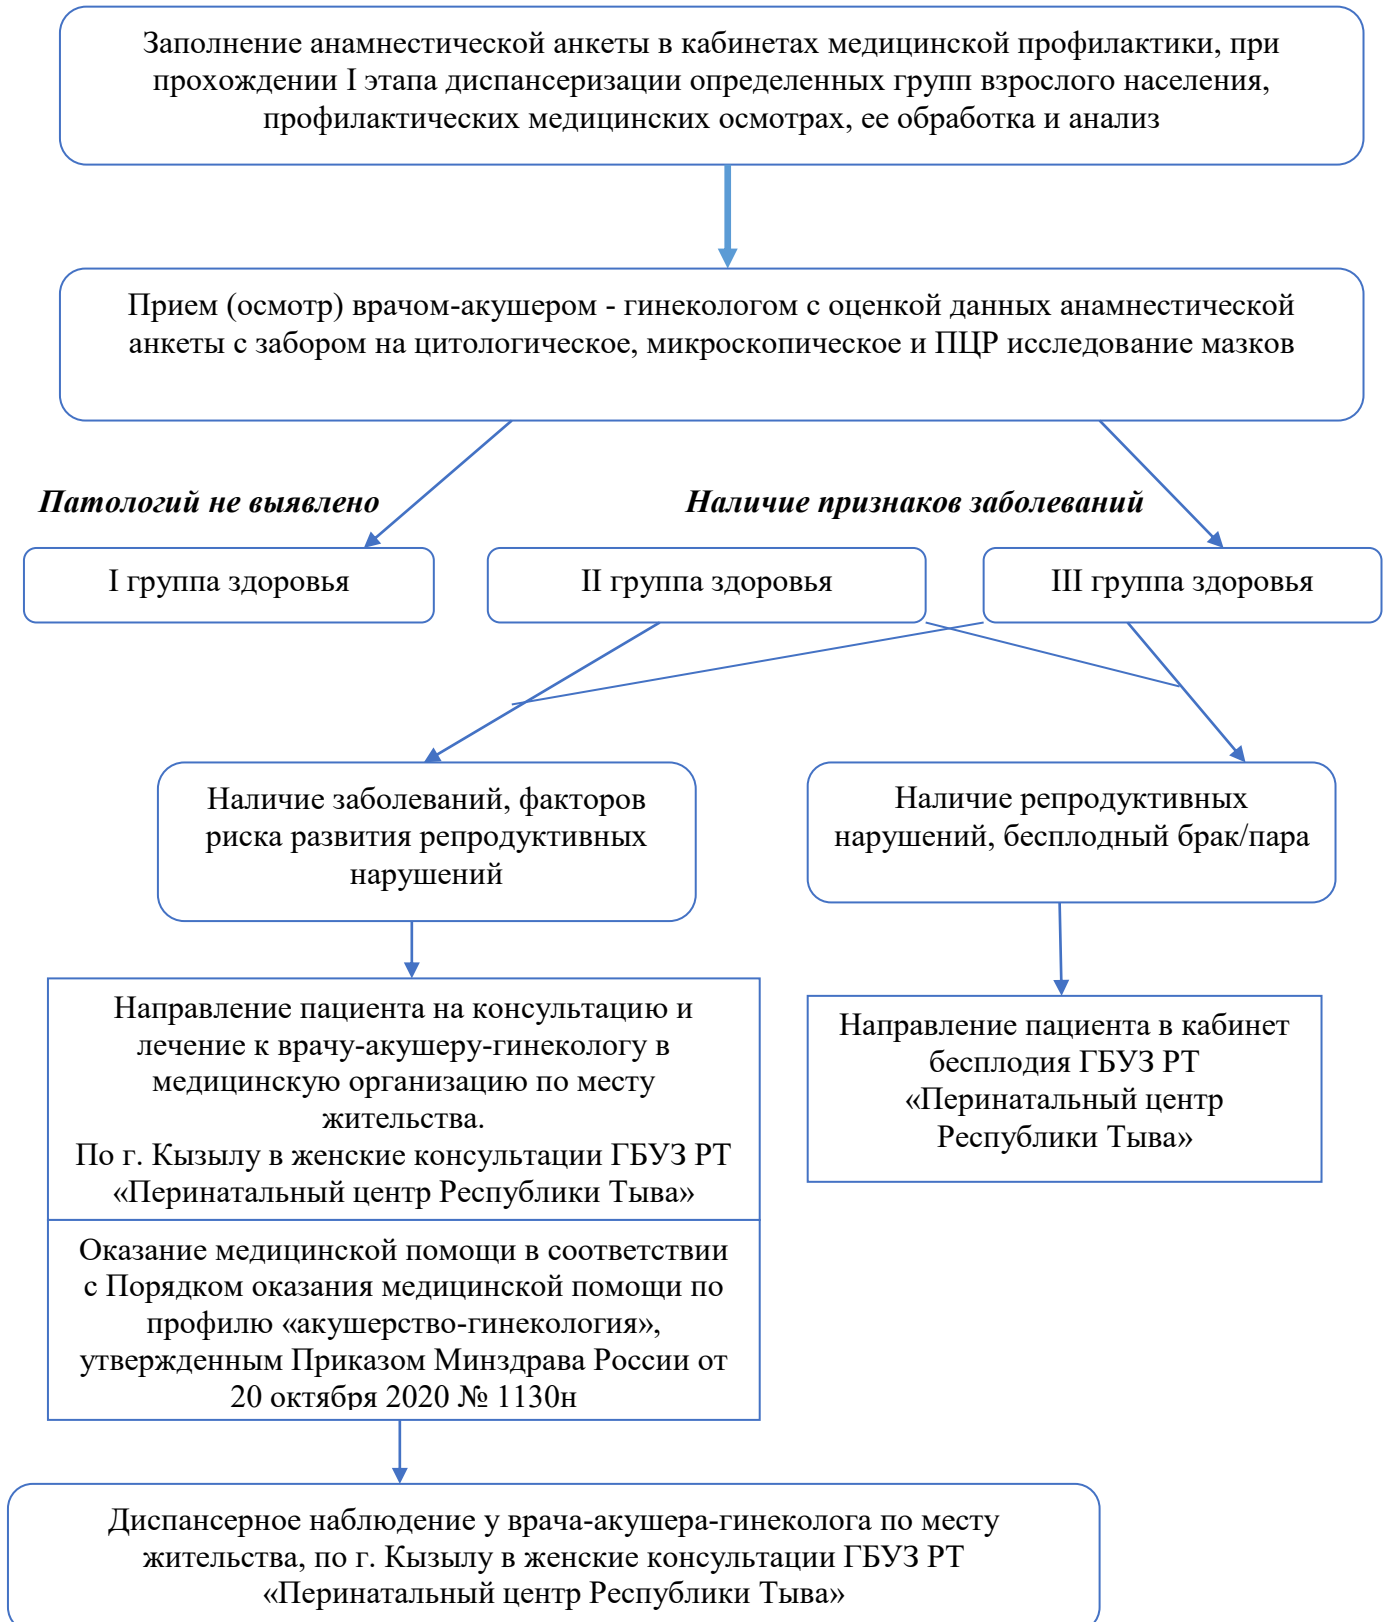 Заполнение анамнестической анкеты в кабинетах медицинской профилактики, при
прохождении I этапа диспансеризации определенных групп взрослого населения,
профилактических медицинских осмотрах, ее обработка и анализ
Прием (осмотр) врачом-акушером - гинекологом с оценкой данных анамнестической
анкеты с забором на цитологическое, микроскопическое и ПЦР исследование мазков
Патологий не выявлено
Наличие признаков заболеваний
I группа здоровья
II группа здоровья
III группа здоровья
Наличие заболеваний, факторов
риска развития репродуктивных
нарушений
Наличие репродуктивных
нарушений, бесплодный брак/пара
Направление пациента на консультацию и
лечение к врачу-акушеру-гинекологу в
медицинскую организацию по месту
жительства.
По г. Кызылу в женские консультации ГБУЗ РТ
«Перинатальный центр Республики Тыва»
Направление пациента в кабинет
бесплодия ГБУЗ РТ
«Перинатальный центр
Республики Тыва»
Оказание медицинской помощи в соответствии
с Порядком оказания медицинской помощи по
профилю «акушерство-гинекология»,
утвержденным Приказом Минздрава России от
20 октября 2020 № 1130н
Диспансерное наблюдение у врача-акушера-гинеколога по месту
жительства, по г. Кызылу в женские консультации ГБУЗ РТ
«Перинатальный центр Республики Тыва»